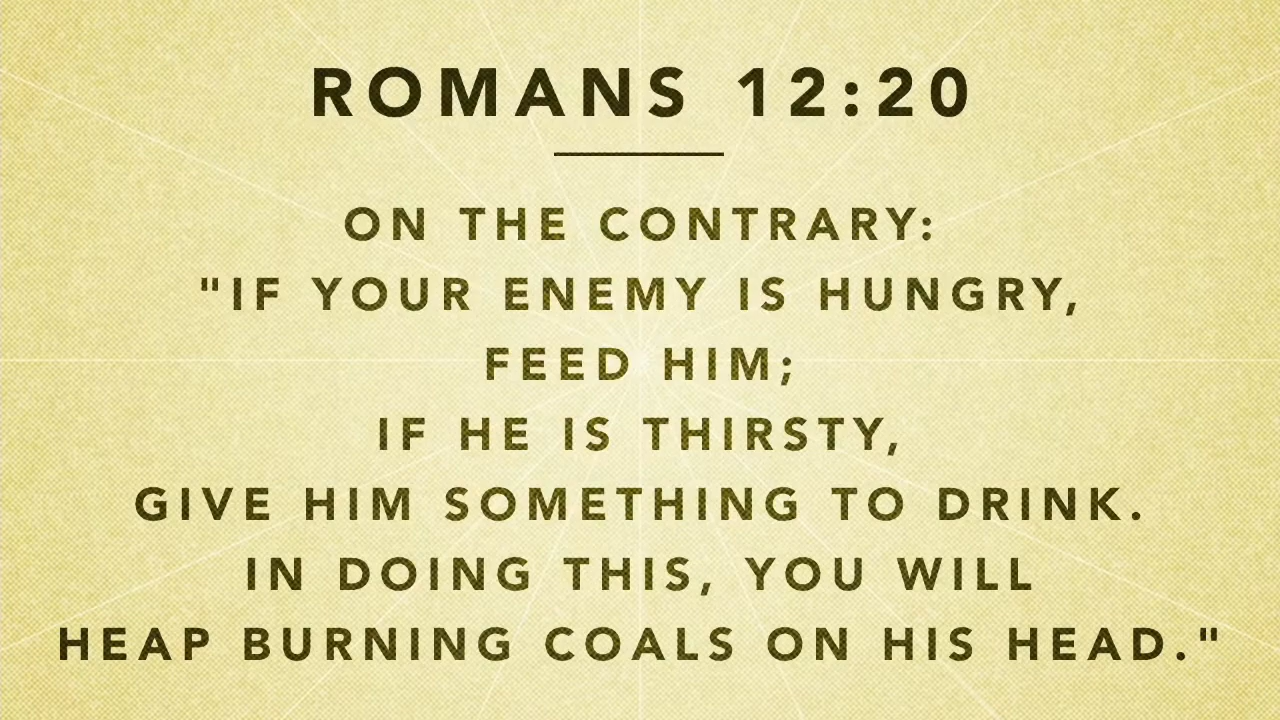 ROMANS 12:20
ON THE CONTRARY:
"IF YOUR ENEMY IS HUNGRY,
FEED HIM;
IF HE IS THIRSTY,
GIVE HIM SOMETHING TO DRINK.
IN DOING THIS, YOU WILL
HEAP BURNING COALS ON HIS HEAD."